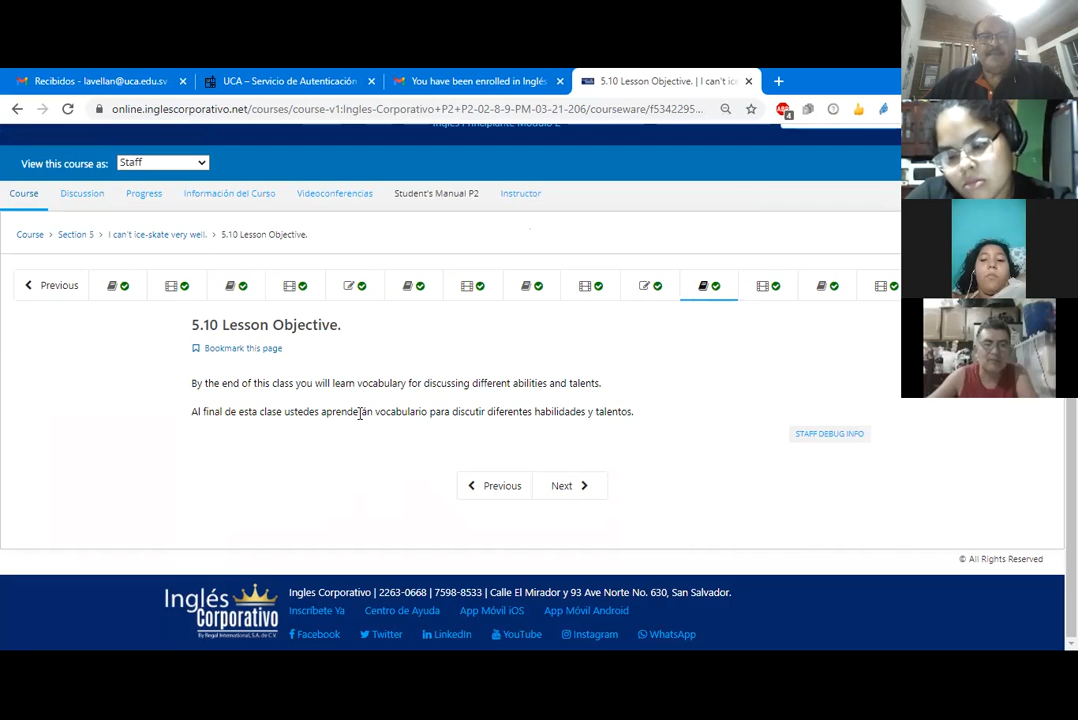 Recibidos - lavellan@uca.edu.sv
UCA – Servicio de Autenticación
You have been enrolled in Inglés
5.10 Lesson Objective. | I can't ice
online.inglescorporativo.net/courses/course-v1:Ingles-Corporativo+P2+P2-02-8-9-PM-03-21-206/courseware/f5342295...
4
View this course as: Staff
Course Discussion Progress Información del Curso Videoconferencias Student's Manual P2 Instructor
Course > Section 5 > I can't ice-skate very well. > 5.10 Lesson Objective.
Previous
5.10 Lesson Objective.
Bookmark this page
By the end of this class you will learn vocabulary for discussing different abilities and talents.
Al final de esta clase ustedes aprenderán vocabulario para discutir diferentes habilidades y talentos.
STAFF DEBUG INFO
Previous Next
© All Rights Reserved
Inglés Corporativo
By Regal International, S.A. de C.V.
Ingles Corporativo | 2263-0668 | 7598-8533 | Calle El Mirador y 93 Ave Norte No. 630, San Salvador.
Inscríbete Ya Centro de Ayuda App Móvil iOS App Móvil Android
Facebook Twitter LinkedIn YouTube Instagram WhatsApp